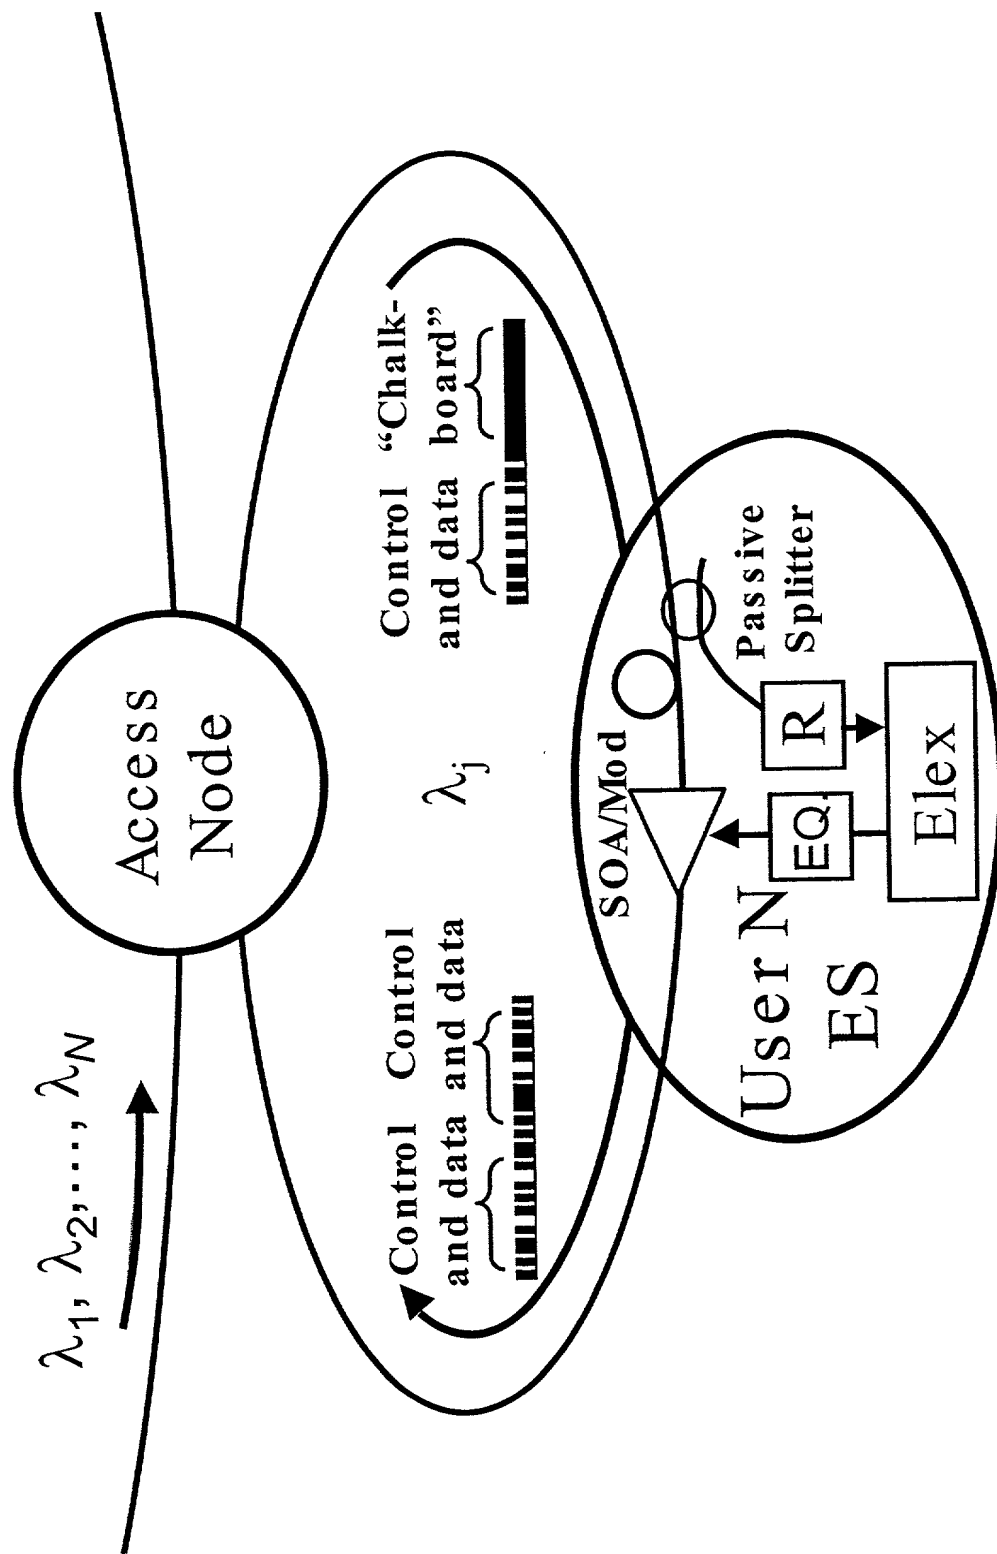 λ₁, λ₂,..., λ_N
Access
Node
Control
and data
Control
and data
λj
Control
and data
“Chalk-
board”
SOA/Mod
Passive
Splitter
User N
ES
EQ.
R
Elex